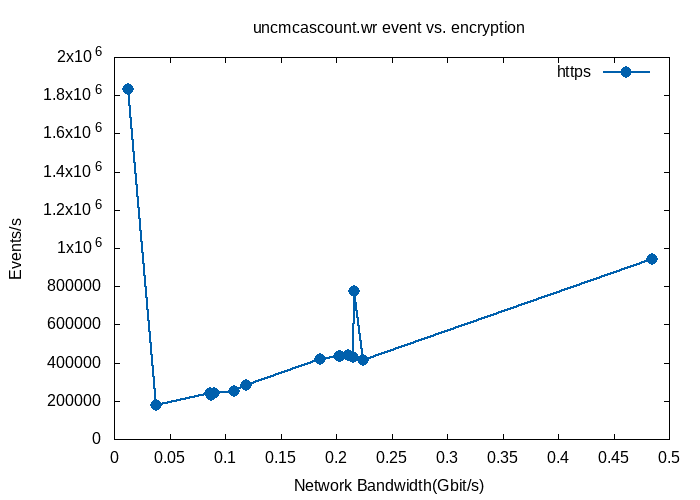 uncmcascount.wr event vs. encryption
https
2x10^6
1.8x10^6
1.6x10^6
1.4x10^6
1.2x10^6
1x10^6
800000
600000
400000
200000
0
Events/s
0 0.05 0.1 0.15 0.2 0.25 0.3 0.35 0.4 0.45 0.5
Network Bandwidth(Gbit/s)